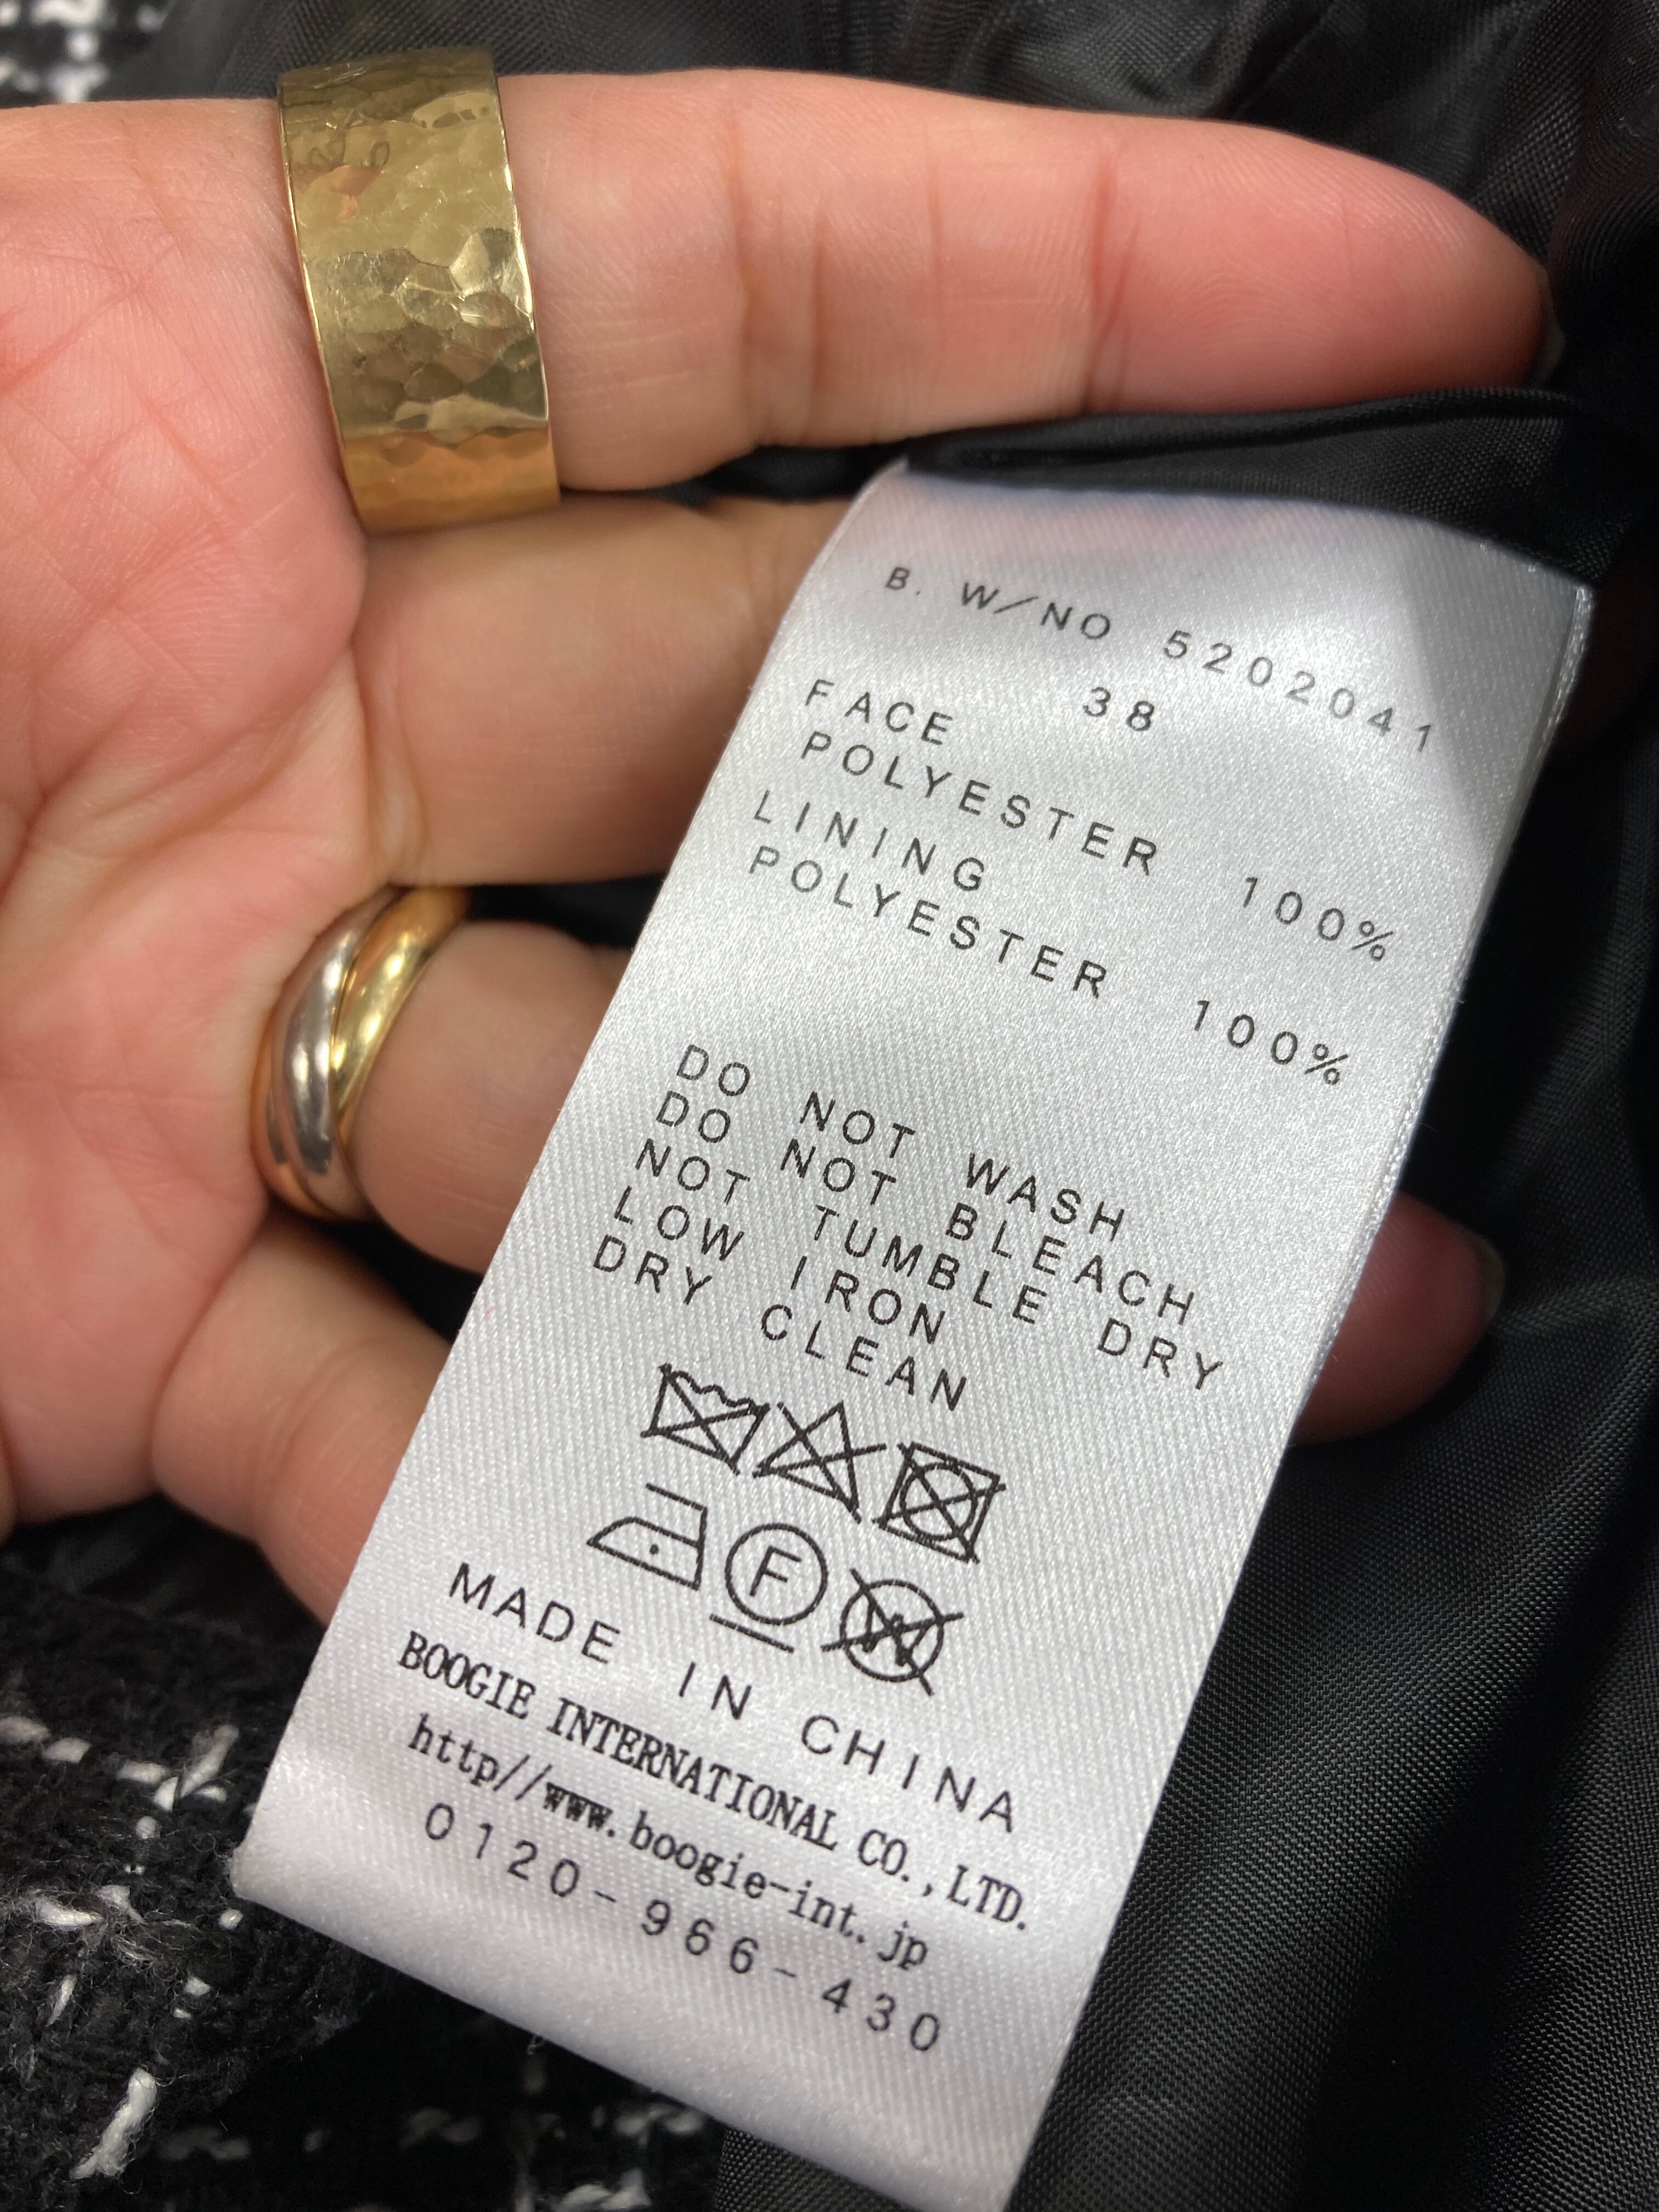 B. W/NO 5202041
38
FACE
POLYESTER 100%
LINING
POLYESTER 100%
DO NOT WASH
DO NOT BLEACH
NOT TUMBLE DRY
LOW IRON
DRY CLEAN
F W
MADE IN CHINA
BOOGIE INTERNATIONAL CO.,LTD.
http//www.boogie-int.jp
0120-966-430